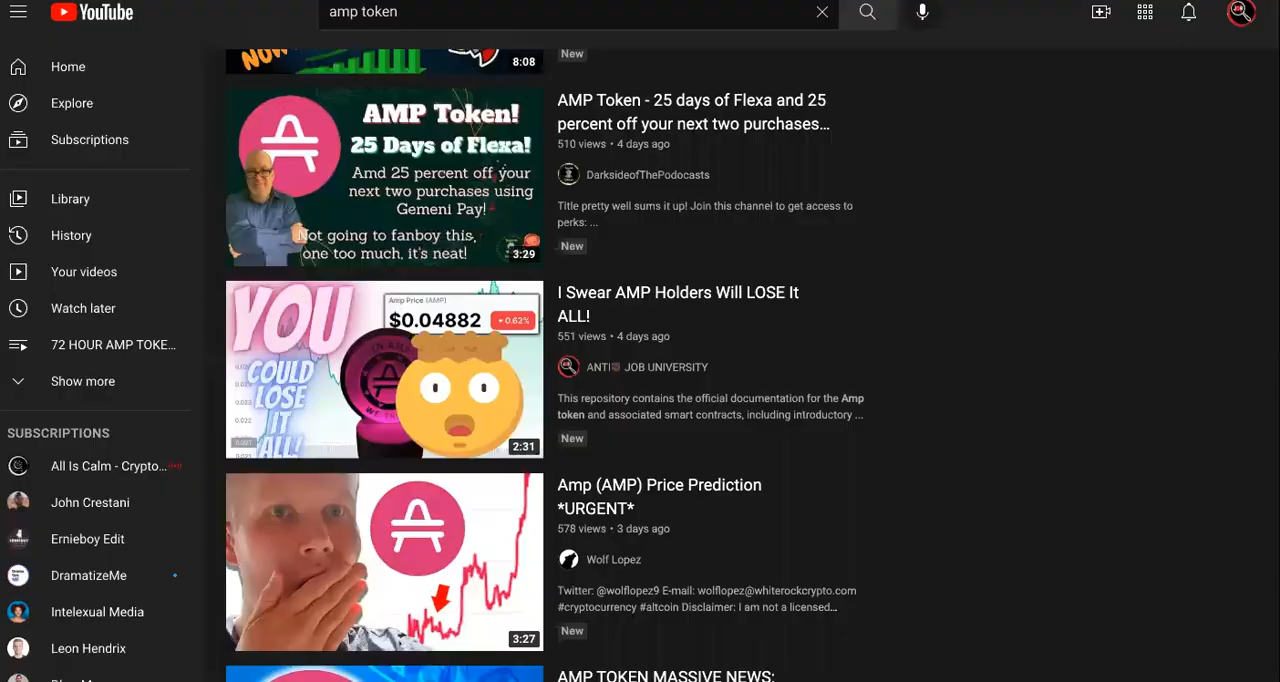 YouTube
amp token
Home
Explore
Subscriptions
Library
History
Your videos
Watch later
72 HOUR AMP TOKE...
Show more
SUBSCRIPTIONS
All Is Calm - Crypto...
John Crestani
Ernieboy Edit
DramatizeMe
Intelexual Media
Leon Hendrix
NOW
8:08
New
AMP Token!
25 Days of Flexa!
Amd 25 percent off your
next two purchases using
Gemeni Pay!
Not going to fanboy this,
one too much, it's neat!
3:29
AMP Token - 25 days of Flexa and 25
percent off your next two purchases...
510 views • 4 days ago
DarksideofThePodocasts
Title pretty well sums it up! Join this channel to get access to
perks: ...
New
YOU
COULD
LOSE
IT
ALL!
Amp Price (AMP)
$0.04882
0.62%
2:31
I Swear AMP Holders Will LOSE It
ALL!
551 views • 4 days ago
ANTI JOB UNIVERSITY
This repository contains the official documentation for the Amp
token and associated smart contracts, including introductory ...
New
3:27
Amp (AMP) Price Prediction
*URGENT*
578 views • 3 days ago
Wolf Lopez
Twitter: @wolflopez9 E-mail: wolflopez@whiterockcrypto.com
#cryptocurrency #altcoin Disclaimer: I am not a licensed...
New
AMP TOKEN MASSIVE NEWS: